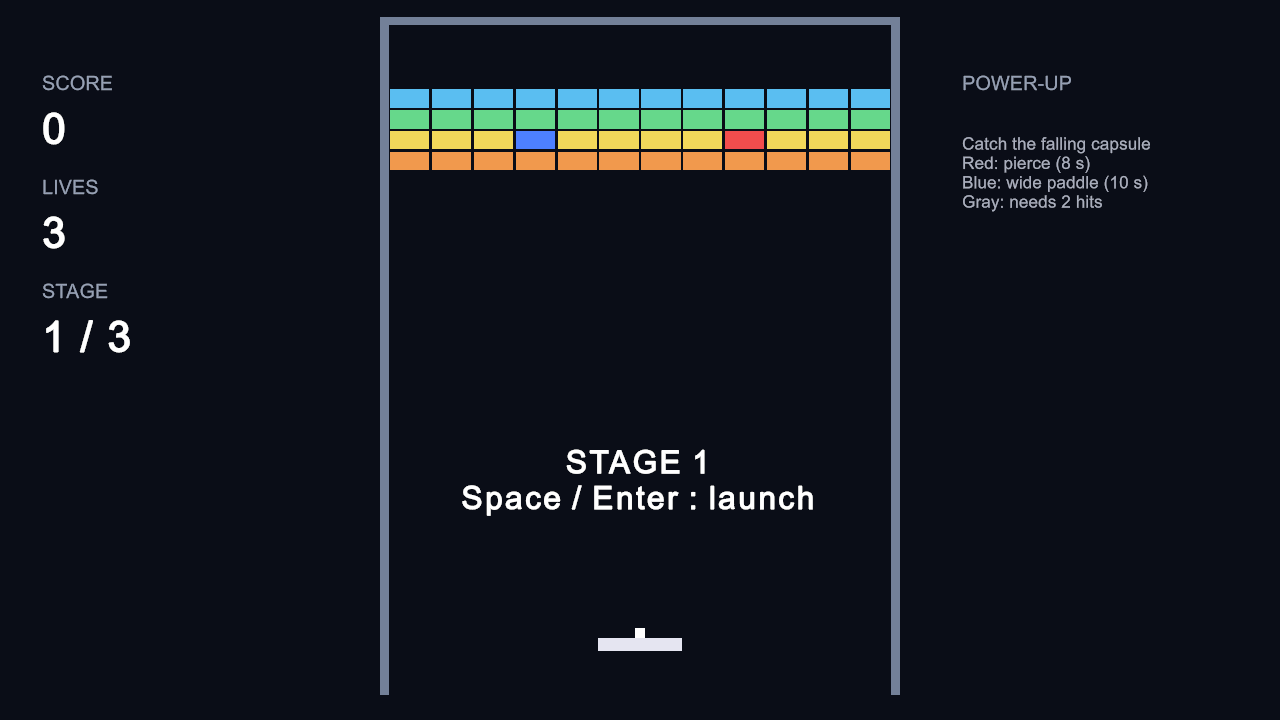 SCORE
0
LIVES
3
STAGE
1 / 3
STAGE 1
Space / Enter : launch
POWER-UP
Catch the falling capsule
Red: pierce (8 s)
Blue: wide paddle (10 s)
Gray: needs 2 hits